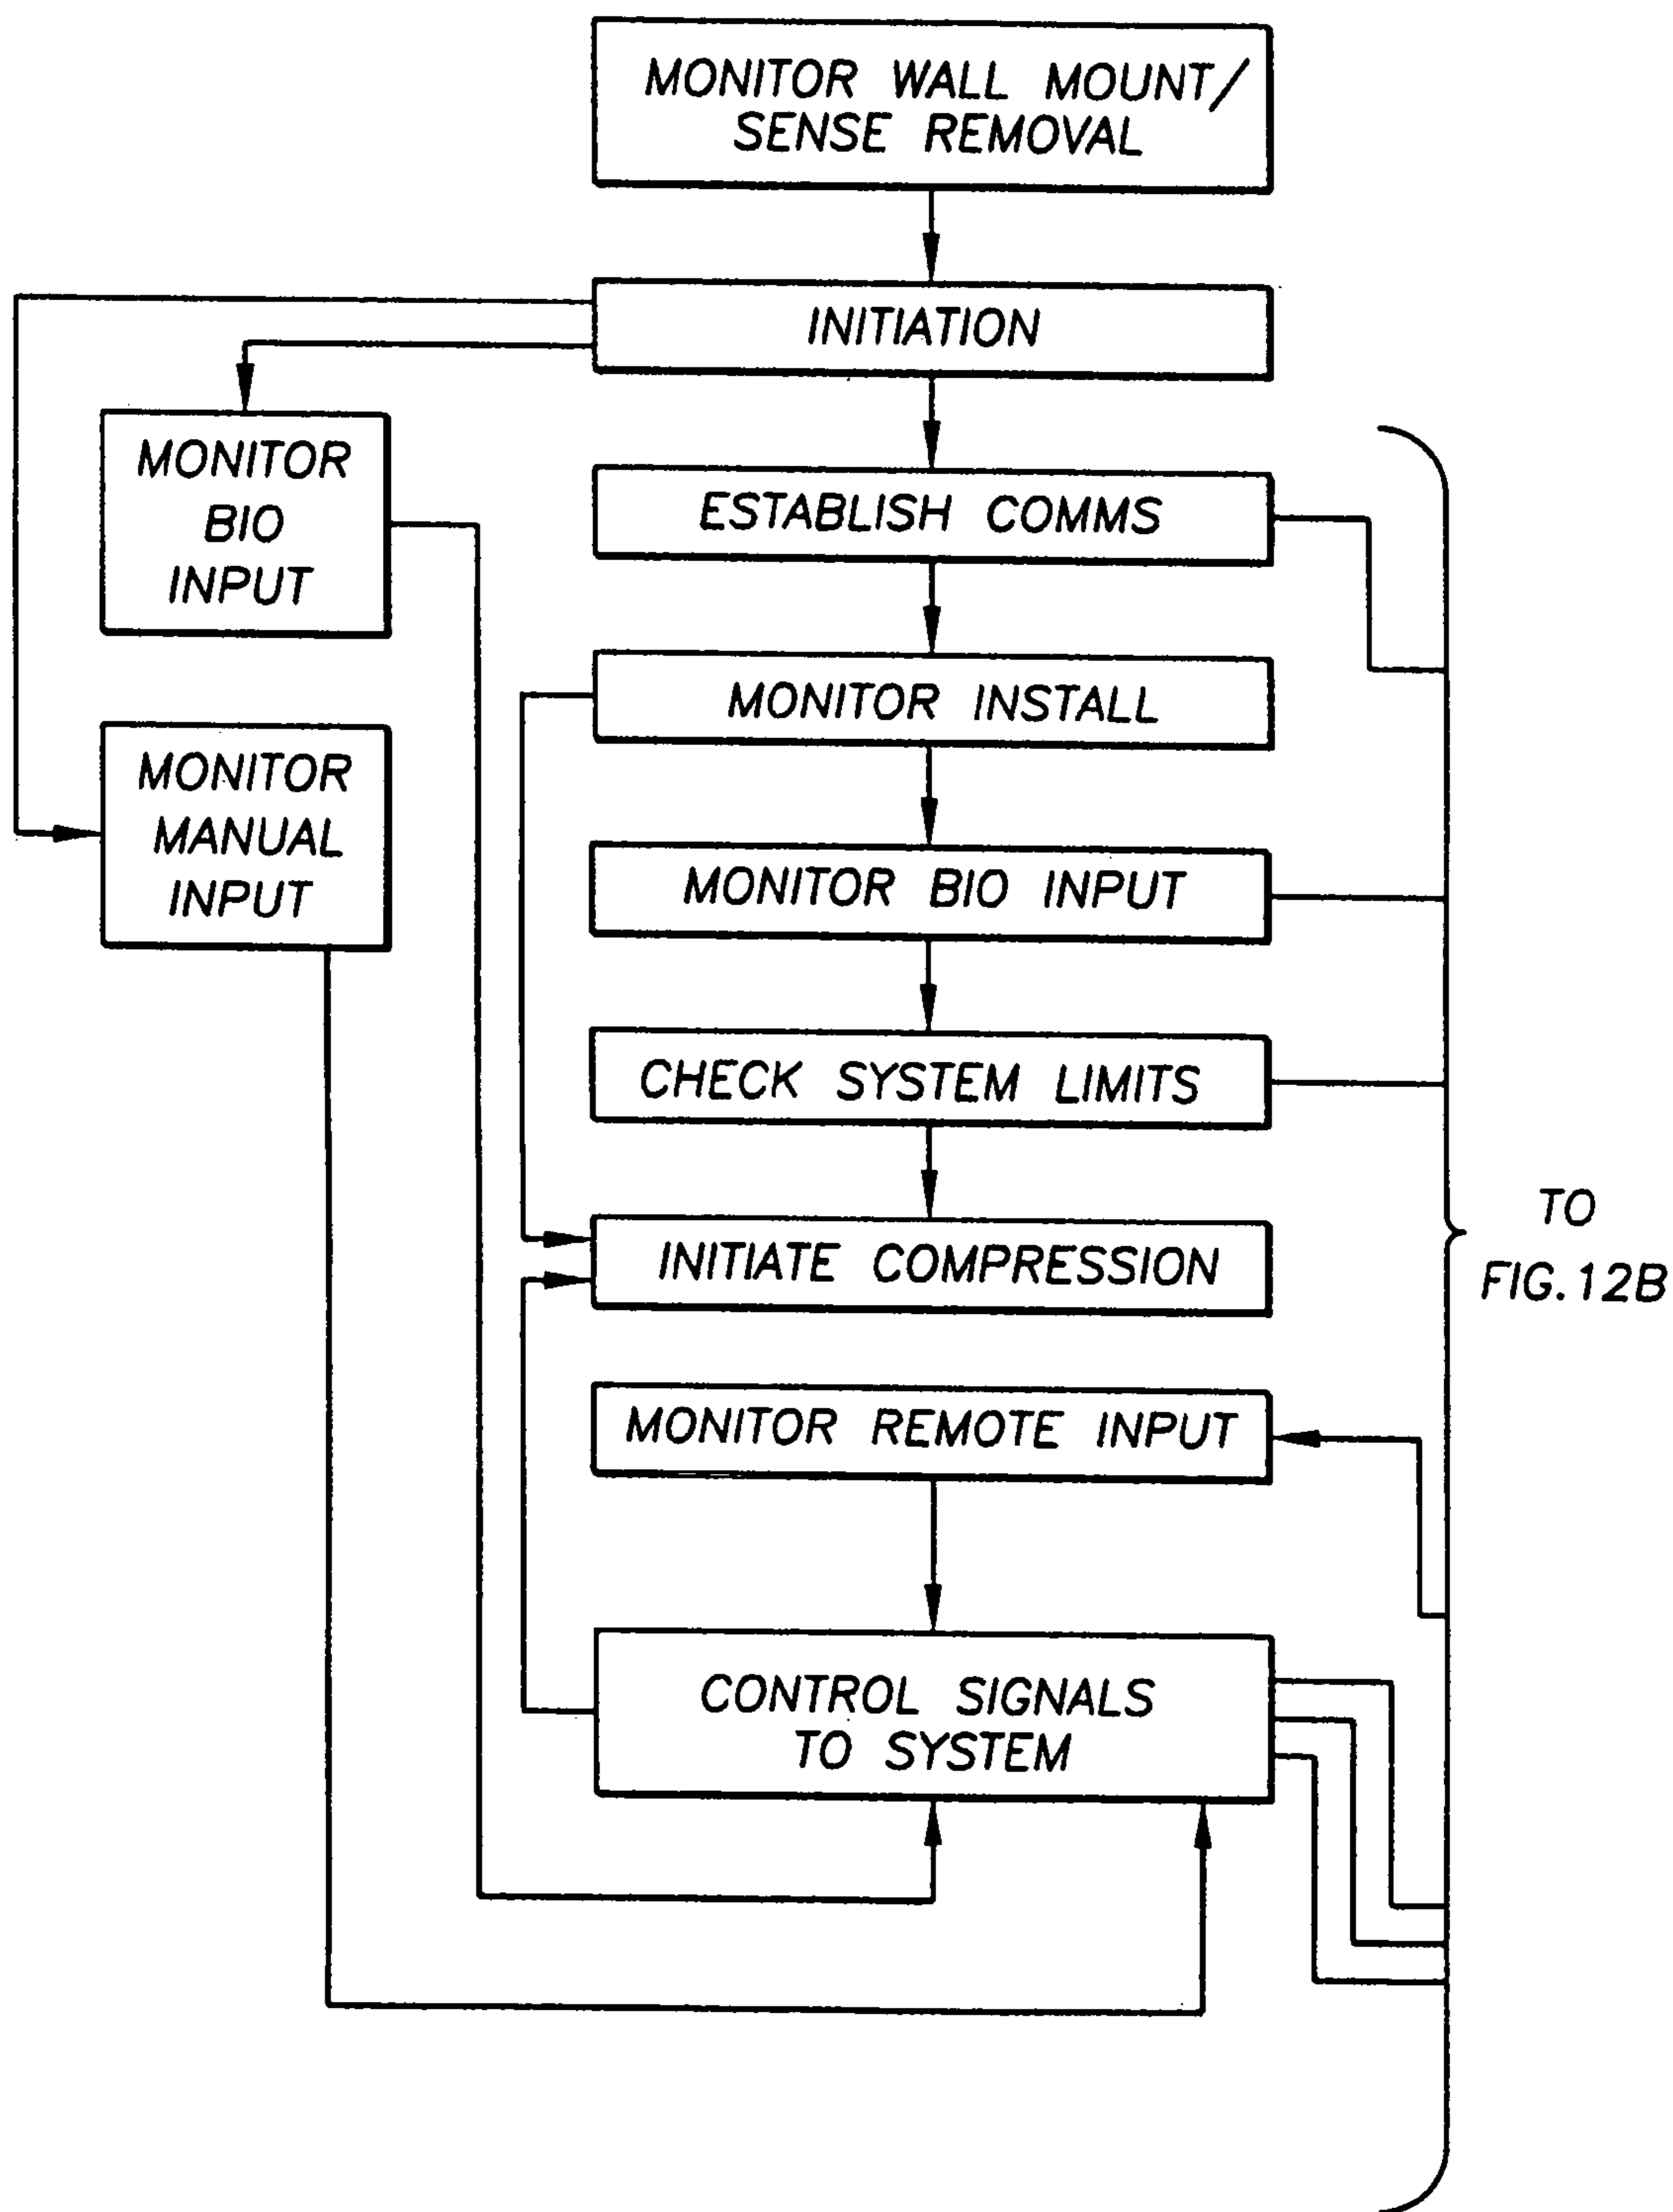 MONITOR WALL MOUNT/
SENSE REMOVAL
INITIATION
MONITOR
BIO
INPUT
ESTABLISH COMMS
MONITOR INSTALL
MONITOR
MANUAL
INPUT
MONITOR BIO INPUT
CHECK SYSTEM LIMITS
INITIATE COMPRESSION
TO
FIG.12B
MONITOR REMOTE INPUT
CONTROL SIGNALS
TO SYSTEM